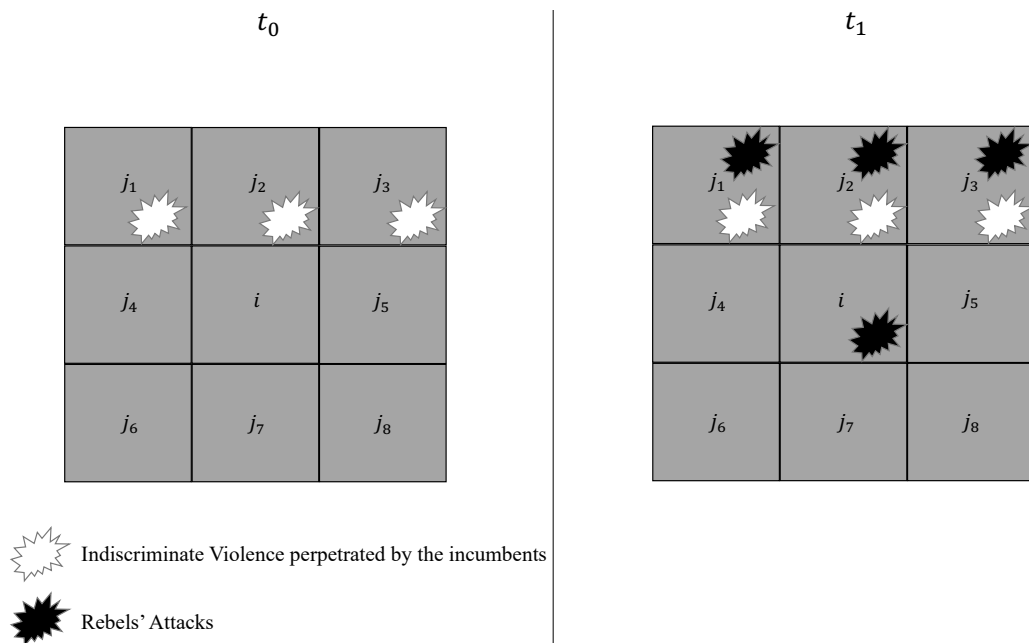 t₀
t₁
j₁ j₂ j₃
j₄ i j₅
j₆ j₇ j₈
j₁ j₂ j₃
j₄ i j₅
j₆ j₇ j₈
Indiscriminate Violence perpetrated by the incumbents
Rebels’ Attacks